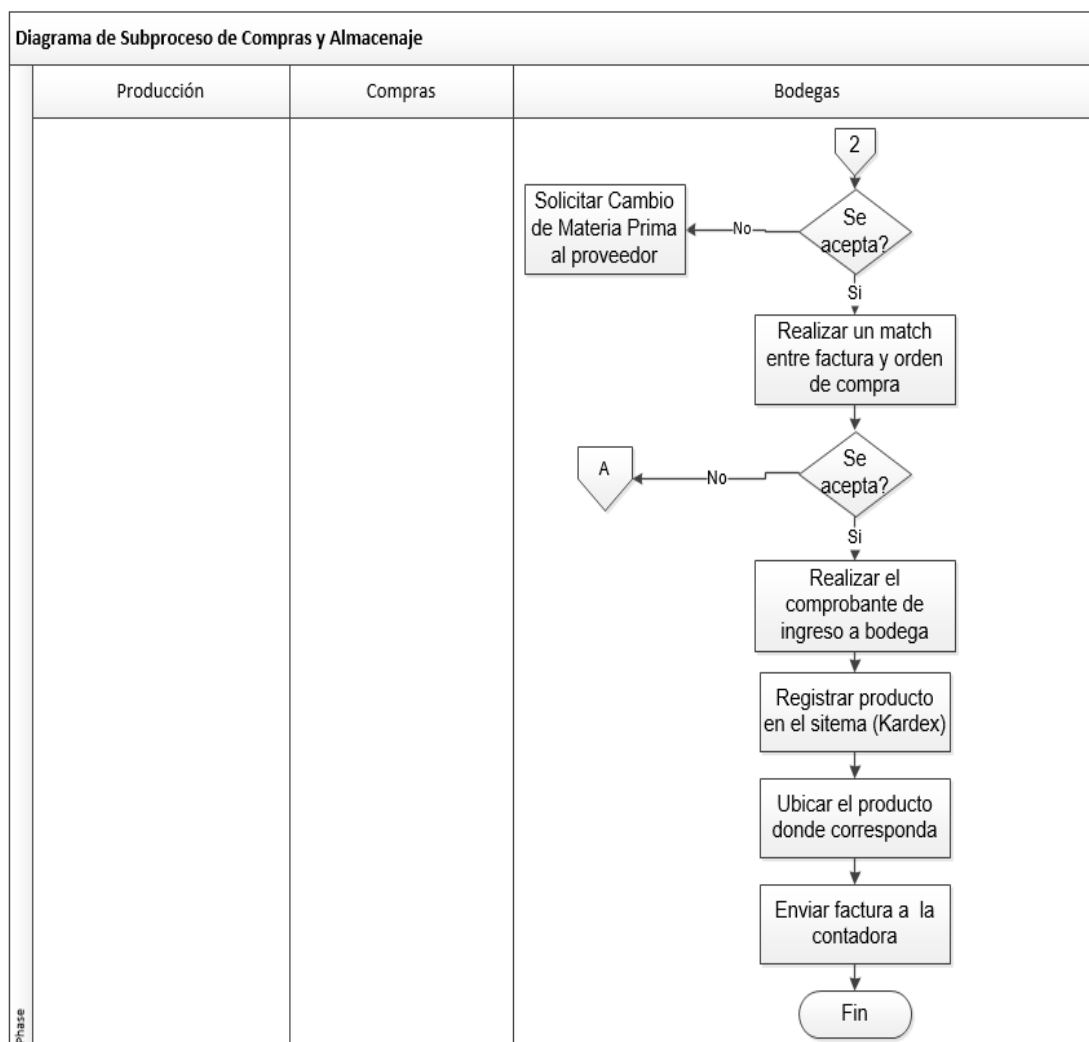 Diagrama de Subproceso de Compras y Almacenaje
Producción
Compras
Bodegas
2
Se
acepta?
No
Solicitar Cambio
de Materia Prima
al proveedor
Si
Realizar un match
entre factura y orden
de compra
Se
acepta?
No
A
Si
Realizar el
comprobante de
ingreso a bodega
Registrar producto
en el sitema (Kardex)
Ubicar el producto
donde corresponda
Enviar factura a la
contadora
Fin
Phase